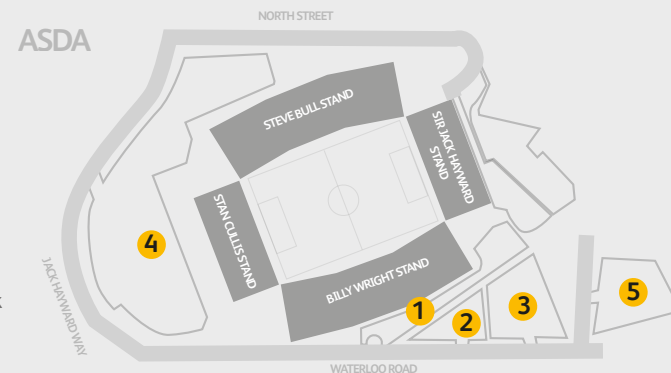 NORTH STREET
ASDA
STEVE BULL STAND
SIR JACK HAYWARD
STAND
STAN CULLIS STAND
4
BILLY WRIGHT STAND
JACK HAYWARD WAY
1
2
3
5
WATERLOO ROAD